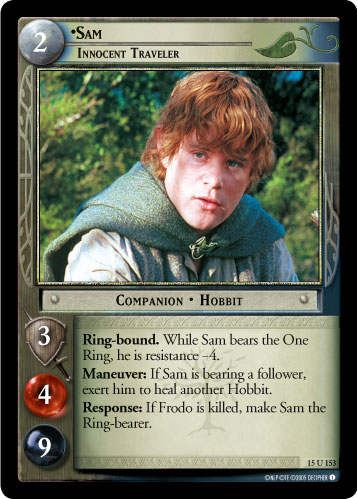 2
•Sam
Innocent Traveler
Companion • Hobbit
3
4
9
Ring-bound. While Sam bears the One
Ring, he is resistance –4.
Maneuver: If Sam is bearing a follower,
exert him to heal another Hobbit.
Response: If Frodo is killed, make Sam the
Ring-bearer.
15 U 153